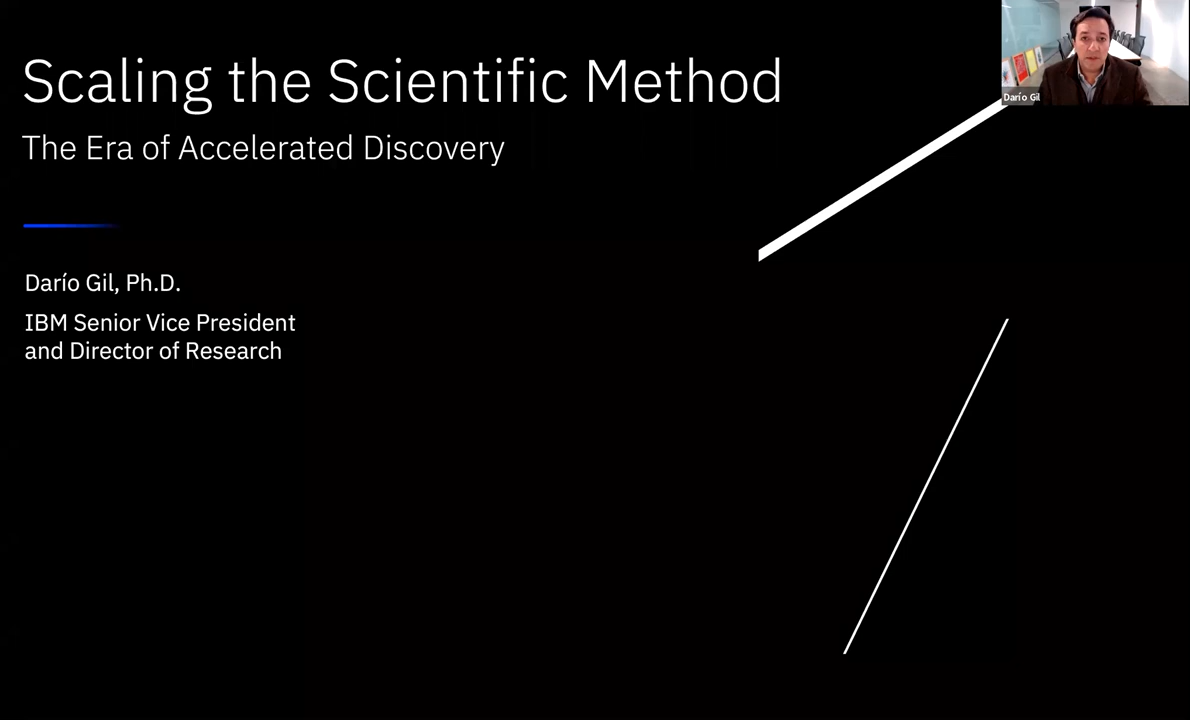 Scaling the Scientific Method
The Era of Accelerated Discovery
Darío Gil, Ph.D.
IBM Senior Vice President
and Director of Research
Darío Gil